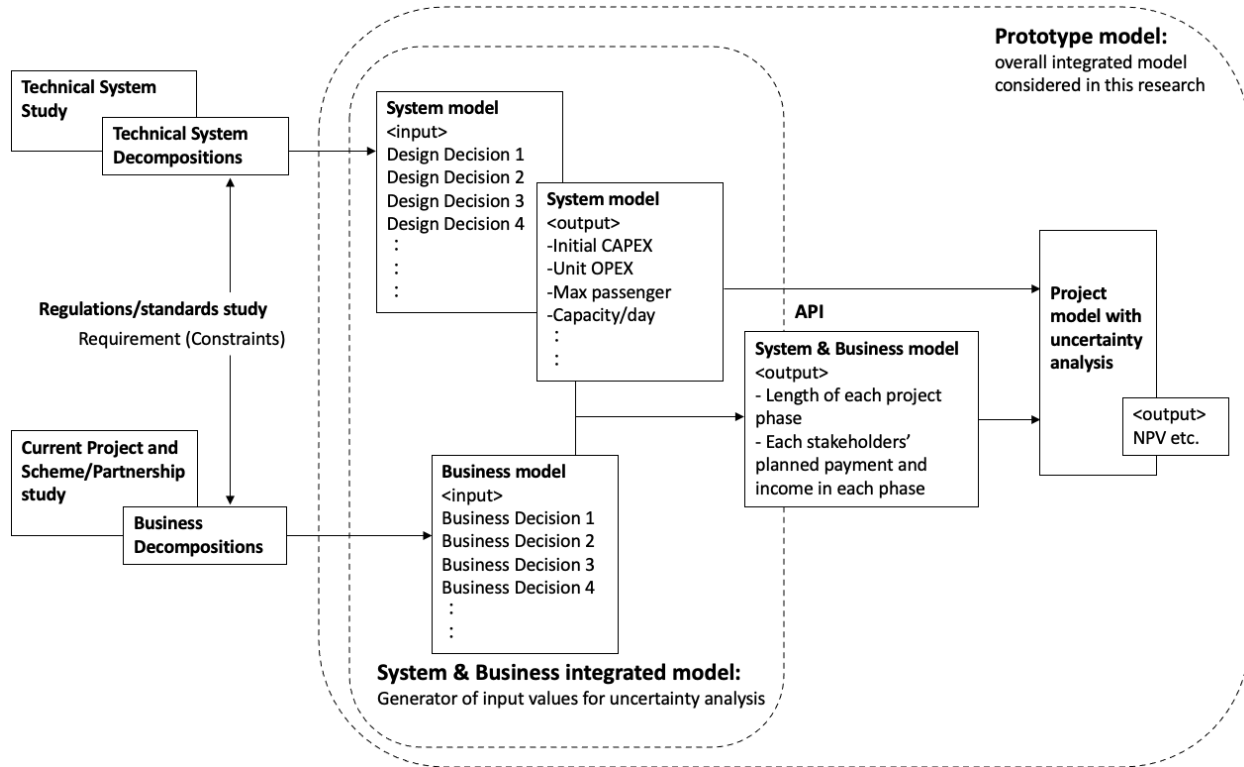 Prototype model:
overall integrated model
considered in this research
Technical System
Study
Technical System
Decompositions
System model
<input>
Design Decision 1
Design Decision 2
Design Decision 3
Design Decision 4
:
:
System model
<output>
-Initial CAPEX
-Unit OPEX
-Max passenger
-Capacity/day
:
:
Regulations/standards study
Requirement (Constraints)
API
System & Business model
<output>
- Length of each project
phase
- Each stakeholders’
planned payment and
income in each phase
Project
model with
uncertainty
analysis
<output>
NPV etc.
Current Project and
Scheme/Partnership
study
Business
Decompositions
Business model
<input>
Business Decision 1
Business Decision 2
Business Decision 3
Business Decision 4
:
:
System & Business integrated model:
Generator of input values for uncertainty analysis